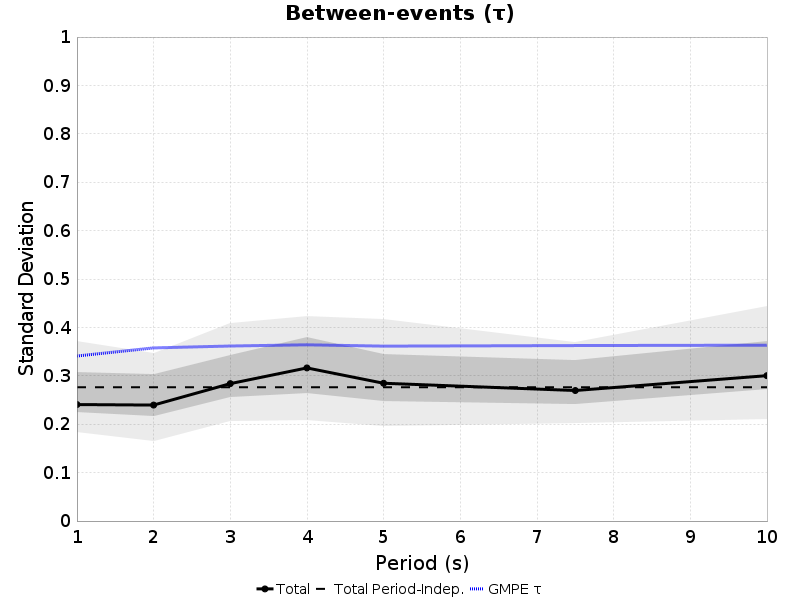 Between-events (τ)
Standard Deviation
1
0.9
0.8
0.7
0.6
0.5
0.4
0.3
0.2
0.1
0
1 2 3 4 5 6 7 8 9 10
Period (s)
Total Total Period-Indep. GMPE τ